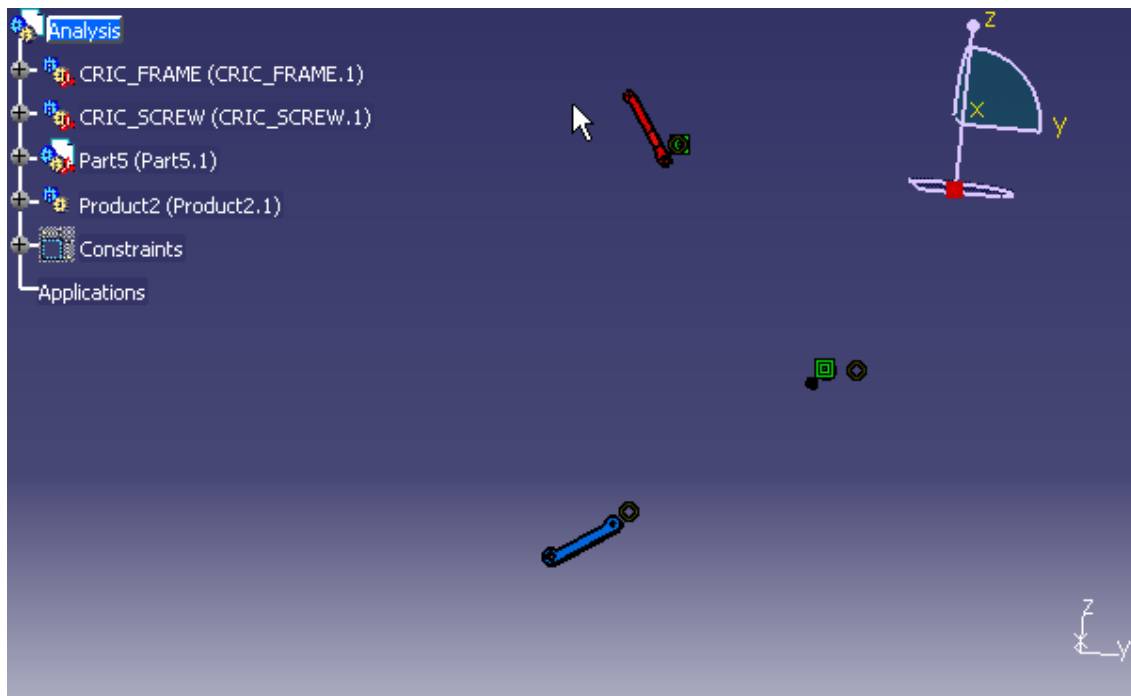 Analysis
CRIC_FRAME (CRIC_FRAME.1)
CRIC_SCREW (CRIC_SCREW.1)
Part5 (Part5.1)
Product2 (Product2.1)
Constraints
Applications
z
x
y
z
x
y